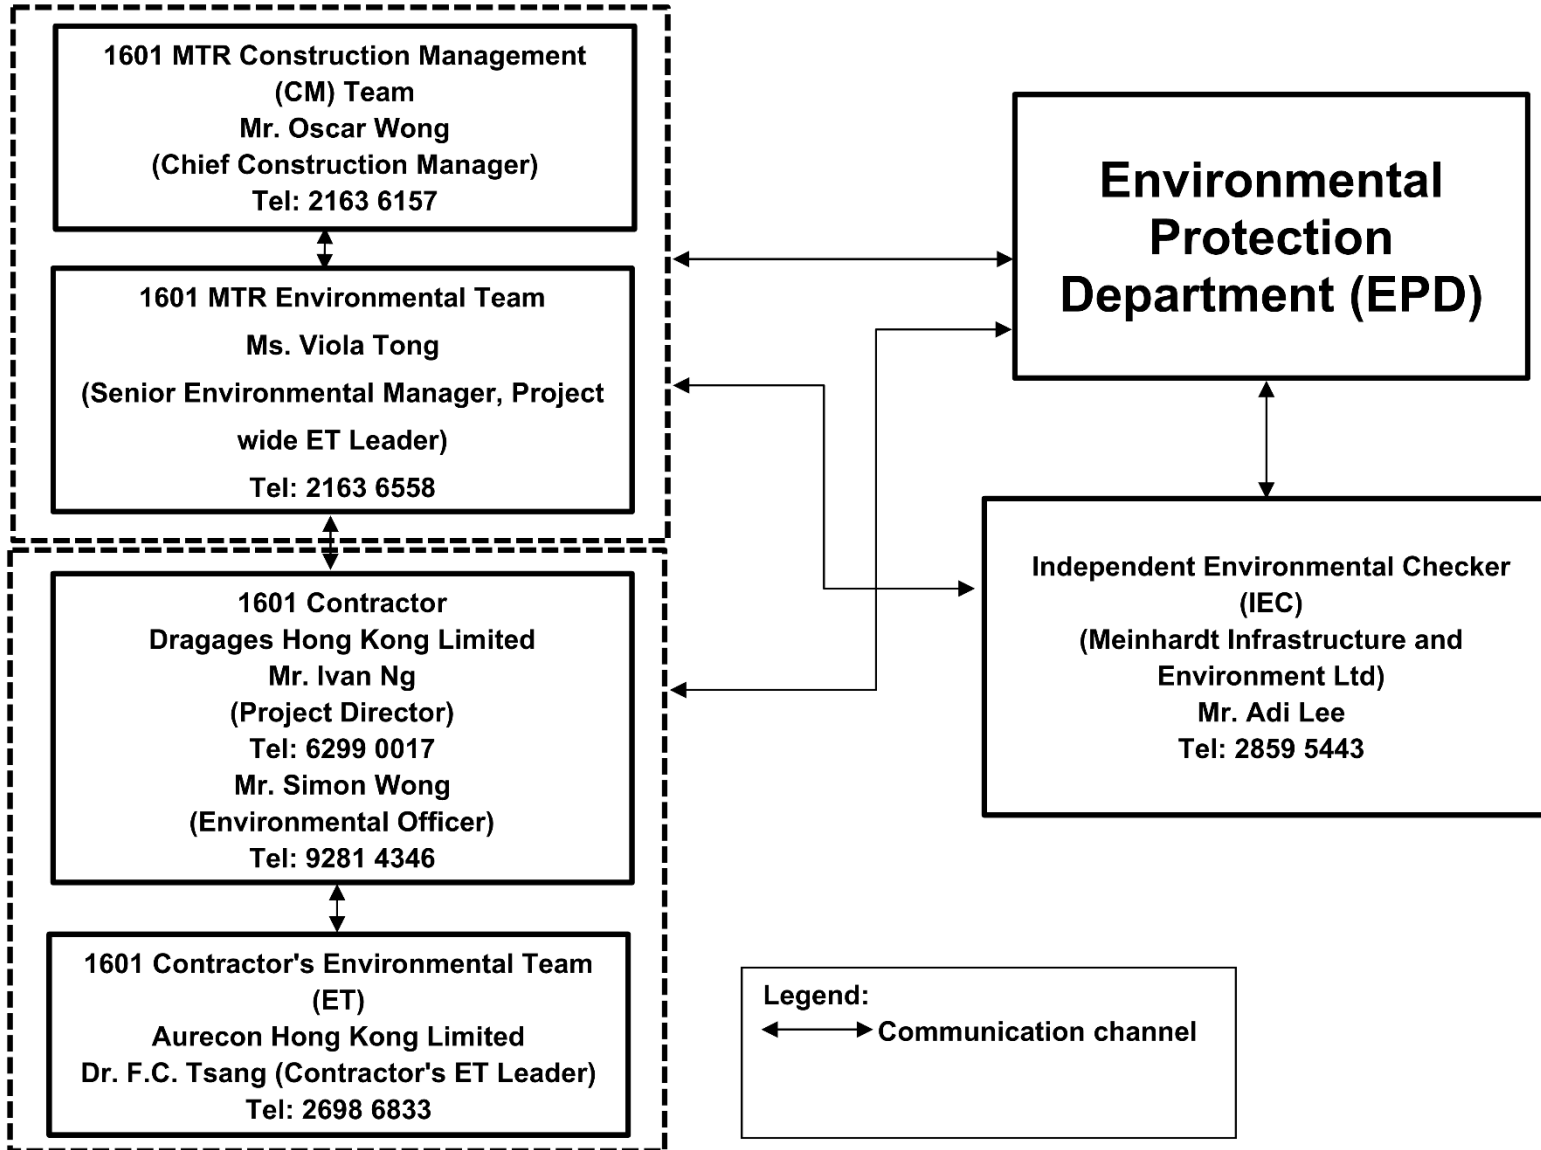 1601 MTR Construction Management
(CM) Team
Mr. Oscar Wong
(Chief Construction Manager)
Tel: 2163 6157
1601 MTR Environmental Team
Ms. Viola Tong
(Senior Environmental Manager, Project
wide ET Leader)
Tel: 2163 6558
1601 Contractor
Dragages Hong Kong Limited
Mr. Ivan Ng
(Project Director)
Tel: 6299 0017
Mr. Simon Wong
(Environmental Officer)
Tel: 9281 4346
1601 Contractor's Environmental Team
(ET)
Aurecon Hong Kong Limited
Dr. F.C. Tsang (Contractor's ET Leader)
Tel: 2698 6833
Environmental
Protection
Department (EPD)
Independent Environmental Checker
(IEC)
(Meinhardt Infrastructure and
Environment Ltd)
Mr. Adi Lee
Tel: 2859 5443
Legend:
Communication channel